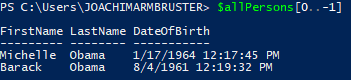 PS C:\Users\JOACHIMARMBRUSTER> $allPersons[0..-1]
FirstName LastName DateOfBirth
--------- -------- -----------
Michelle Obama 1/17/1964 12:17:45 PM
Barack Obama 8/4/1961 12:19:32 PM